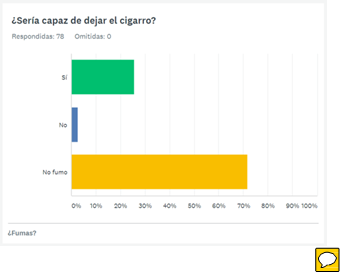 ¿Sería capaz de dejar el cigarro?
Respondidas: 78 Omitidas: 0
Sí
No
No fumo
0% 10% 20% 30% 40% 50% 60% 70% 80% 90% 100%
¿Fumas?